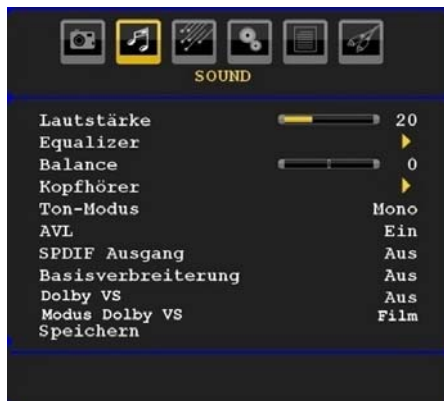 SOUND
Lautstärke 20
Equalizer
Balance 0
Kopfhörer
Ton-Modus Mono
AVL Ein
SPDIF Ausgang Aus
Basisverbreiterung Aus
Dolby VS Aus
Modus Dolby VS Film
Speichern